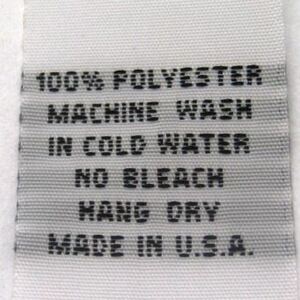 100% POLYESTER
MACHINE WASH
IN COLD WATER
NO BLEACH
HANG DRY
MADE IN U.S.A.